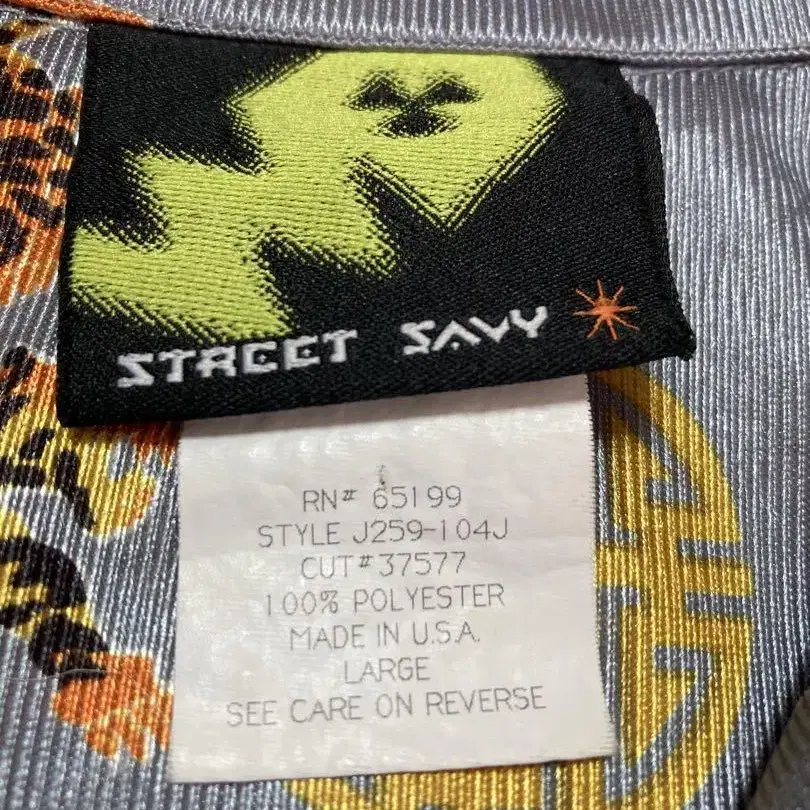 STREET SAVY
RN# 65199
STYLE J259-104J
CUT#37577
100% POLYESTER
MADE IN U.S.A.
LARGE
SEE CARE ON REVERSE